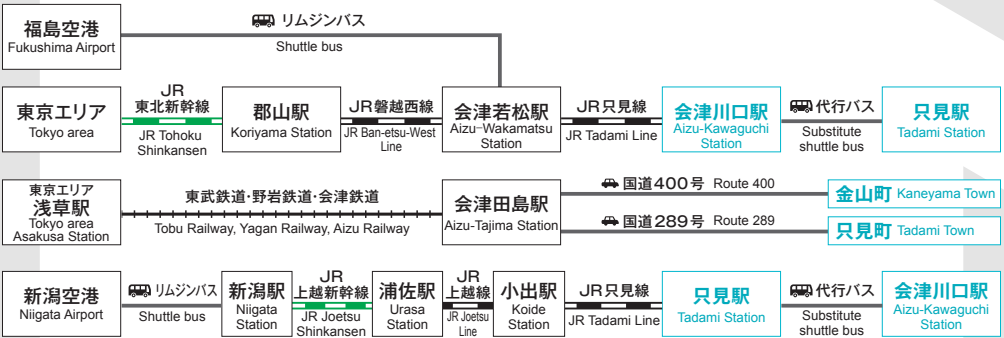 福島空港
Fukushima Airport
リムジンバス
Shuttle bus
東京エリア
Tokyo area
JR
東北新幹線
JR Tohoku
Shinkansen
郡山駅
Koriyama Station
JR磐越西線
JR Ban-etsu-West
Line
会津若松駅
Aizu-Wakamatsu
Station
JR只見線
JR Tadami Line
会津川口駅
Aizu-Kawaguchi
Station
代行バス
Substitute
shuttle bus
只見駅
Tadami Station
東京エリア
浅草駅
Tokyo area
Asakusa Station
東武鉄道・野岩鉄道・会津鉄道
Tobu Railway, Yagan Railway, Aizu Railway
会津田島駅
Aizu-Tajima Station
国道400号 Route 400
金山町 Kaneyama Town
国道289号 Route 289
只見町 Tadami Town
新潟空港
Niigata Airport
リムジンバス
Shuttle bus
新潟駅
Niigata
Station
JR
上越新幹線
JR Joetsu
Shinkansen
浦佐駅
Urasa
Station
JR
上越線
JR Joetsu
Line
小出駅
Koide
Station
JR只見線
JR Tadami Line
只見駅
Tadami Station
代行バス
Substitute
shuttle bus
会津川口駅
Aizu-Kawaguchi
Station